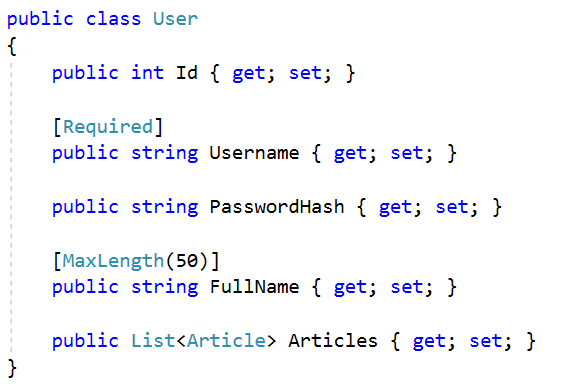 public class User
{
public int Id { get; set; }
[Required]
public string Username { get; set; }
public string PasswordHash { get; set; }
[MaxLength(50)]
public string FullName { get; set; }
public List<Article> Articles { get; set; }
}